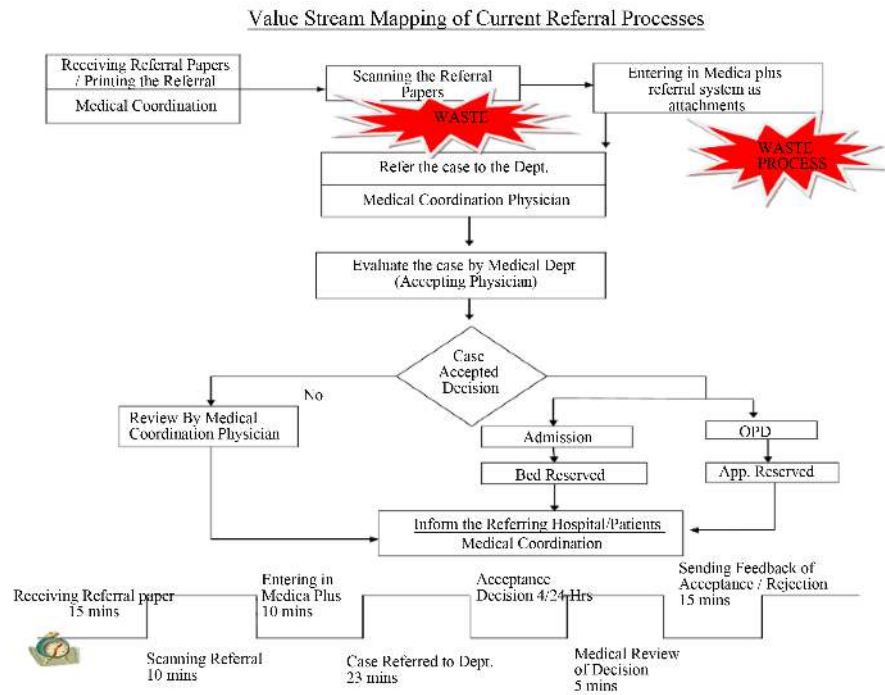 Value Stream Mapping of Current Referral Processes
Receiving Referral Papers
/ Printing the Referral
Medical Coordination
Scanning the Referral
Papers
WASTE
Entering in Medica plus
referral system as
attachments
WASTE
PROCESS
Refer the case to the Dept.
Medical Coordination Physician
Evaluate the case by Medical Dept
(Accepting Physician)
Case
Accepted
Decision
No
Review By Medical
Coordination Physician
Admission
OPD
Bed Reserved
App. Reserved
Inform the Referring Hospital/Patients
Medical Coordination
Receiving Referral paper
15 mins
Scanning Referral
10 mins
Entering in
Medica Plus
10 mins
Case Referred to Dept.
23 mins
Acceptance
Decision 4/24 Hrs
Medical Review
of Decision
5 mins
Sending Feedback of
Acceptance / Rejection
15 mins